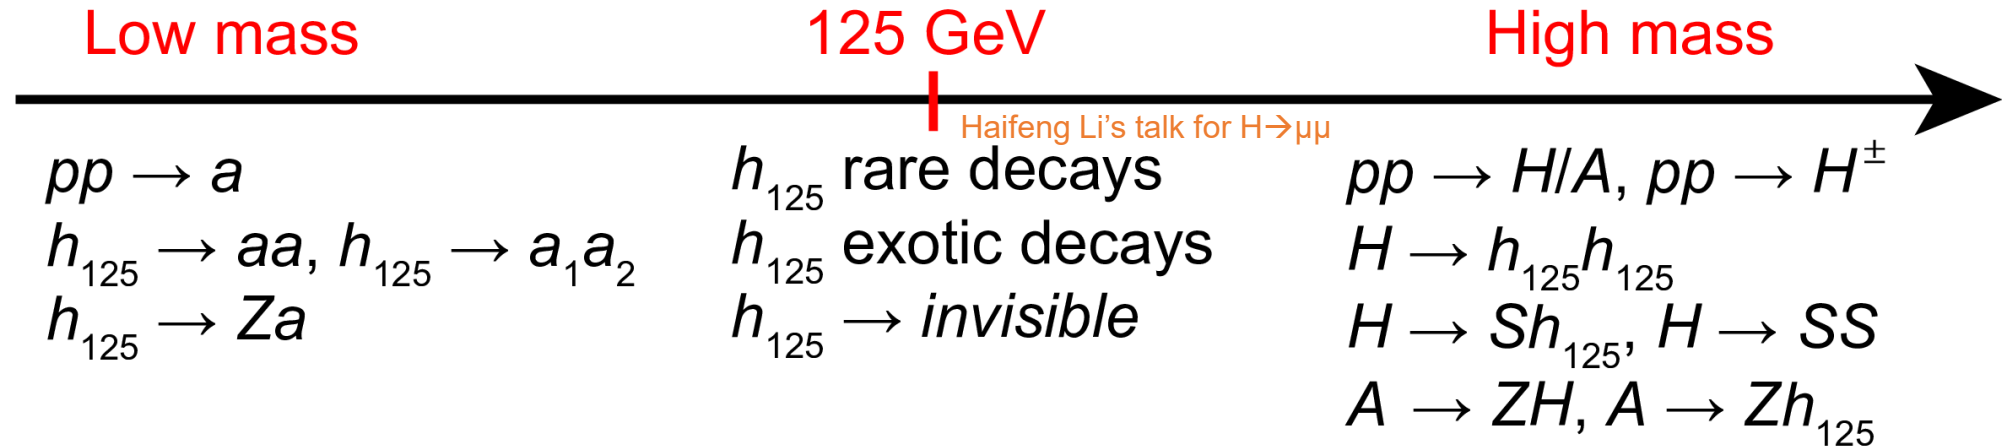 Low mass 125 GeV High mass
Haifeng Li's talk for H→μμ
pp → a
h₁₂₅ → aa, h₁₂₅ → a₁a₂
h₁₂₅ → Za
h₁₂₅ rare decays
h₁₂₅ exotic decays
h₁₂₅ → invisible
pp → H/A, pp → H±
H → h₁₂₅h₁₂₅
H → Sh₁₂₅, H → SS
A → ZH, A → Zh₁₂₅